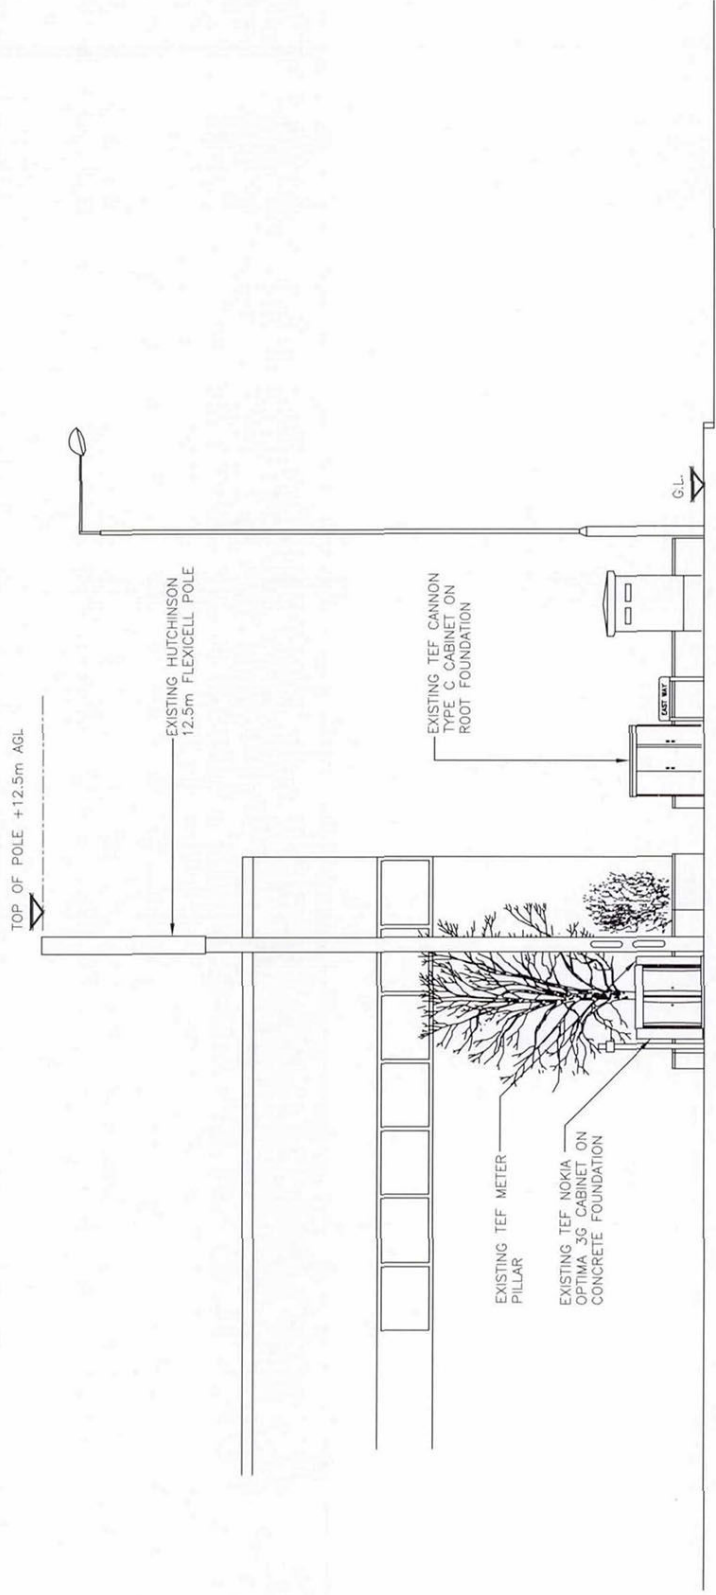 TOP OF POLE +12.5m AGL
EXISTING HUTCHINSON
12.5m FLEXICELL POLE
EXISTING TEF CANNON
TYPE C CABINET ON
ROOT FOUNDATION
G.L.
EAST WAY
EXISTING TEF METER
PILLAR
EXISTING TEF NOKIA
OPTIMA 3G CABINET ON
CONCRETE FOUNDATION